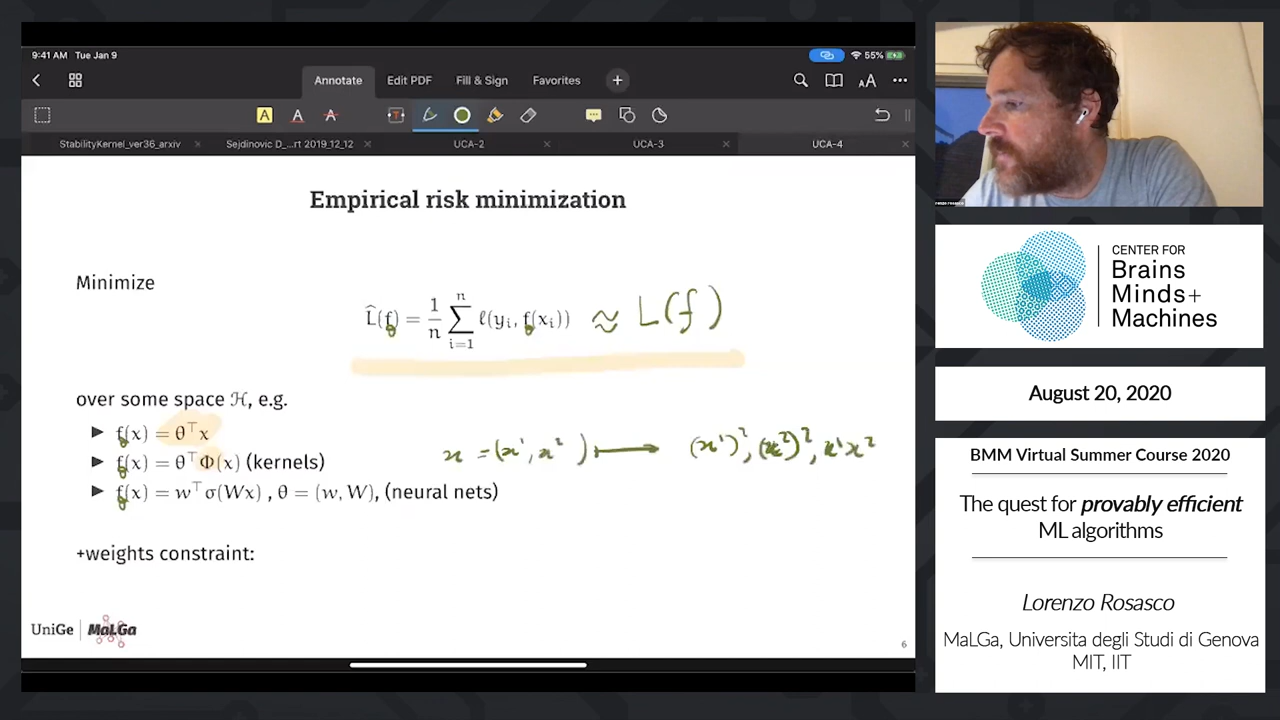 9:41 AM Tue Jan 9
55%
Annotate Edit PDF Fill & Sign Favorites
StabilityKernel_ver36_arxiv Sejdinovic D_...rt 2019_12_12 UCA-2 UCA-3 UCA-4
Empirical risk minimization
Minimize
L̂(f) = 1/n ∑ᵢ₌₁ⁿ ℓ(yᵢ, f(xᵢ)) ≈ L(f)
over some space ℋ, e.g.
▶ f(x) = θ⊤x
x = (x¹, x²) ⟼ (x¹)², (x²)², x¹x²
▶ f(x) = θ⊤Φ(x) (kernels)
▶ f(x) = w⊤σ(Wx) , θ = (w, W), (neural nets)
+weights constraint:
UniGe | MaLGa
6
CENTER FOR
Brains
Minds+
Machines
August 20, 2020
BMM Virtual Summer Course 2020
The quest for provably efficient
ML algorithms
Lorenzo Rosasco
MaLGa, Universita degli Studi di Genova
MIT, IIT